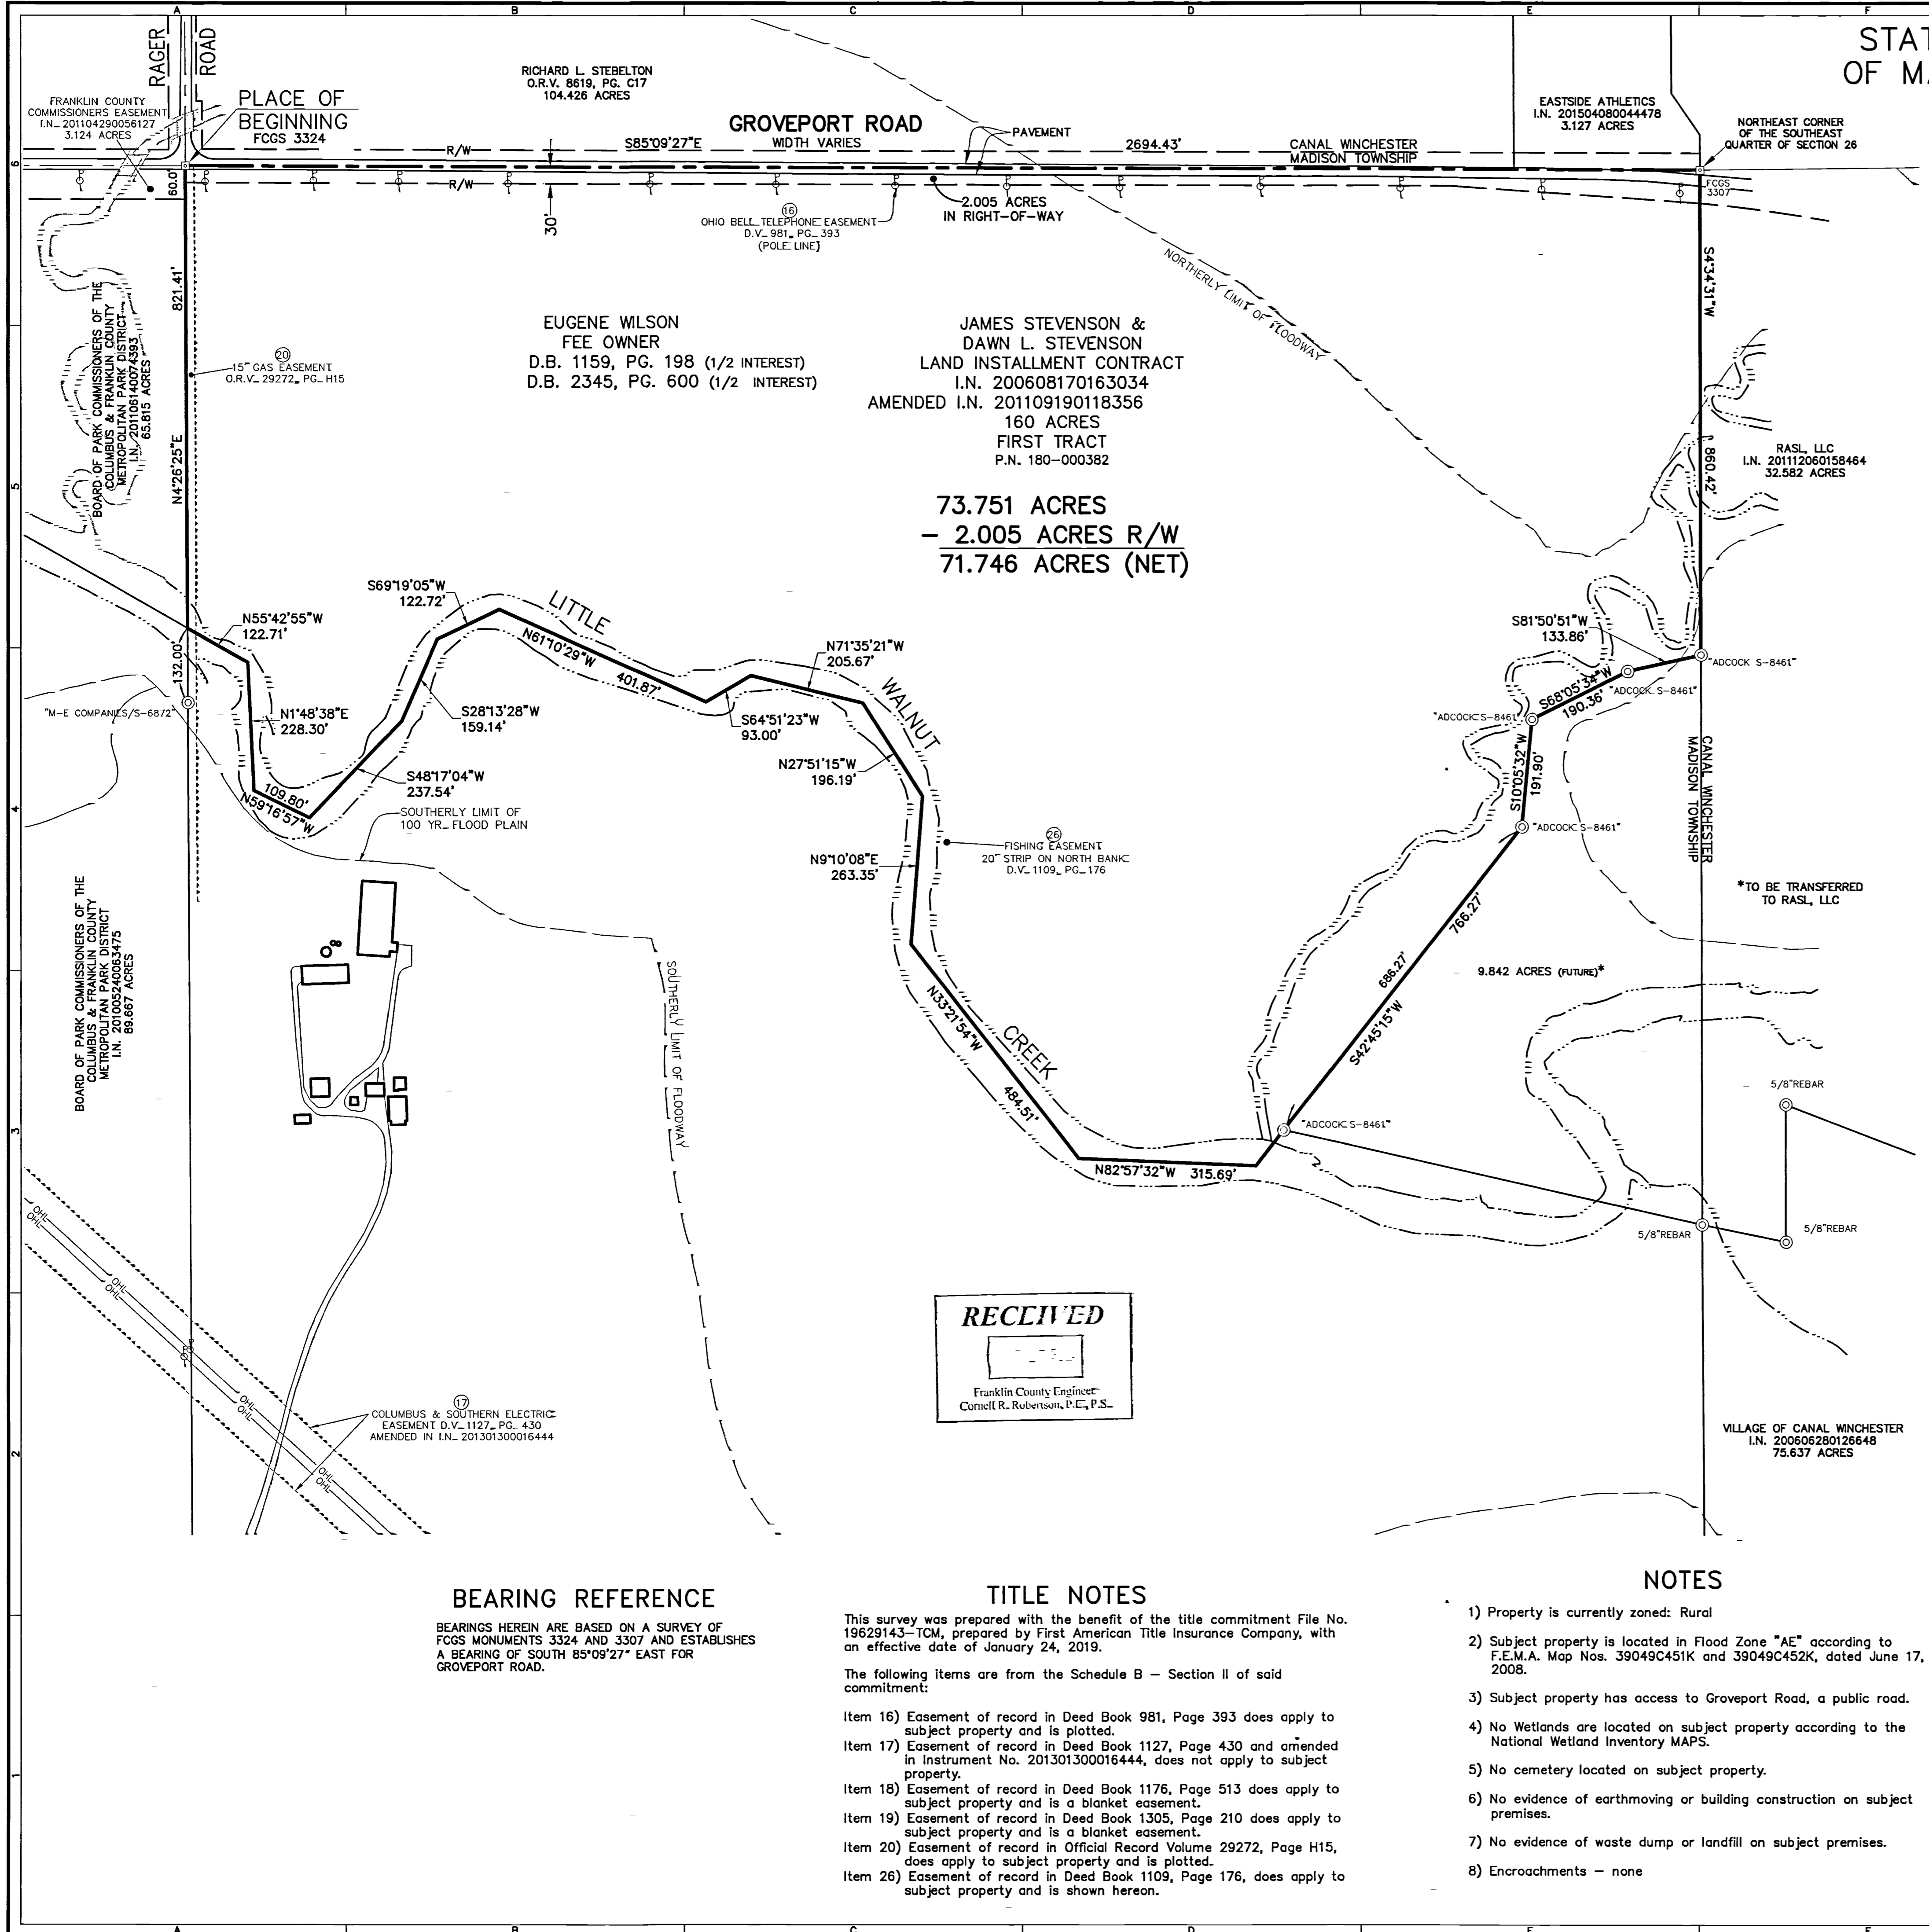 A
B
C
D
E
F
STAT
OF MA
RAGER
ROAD
FRANKLIN COUNTY
COMMISSIONERS EASEMENT
I.N. 201104290056127
3.124 ACRES
PLACE OF
BEGINNING
FCGS 3324
RICHARD L. STEBELTON
O.R.V. 8619, PG. C17
104.426 ACRES
EASTSIDE ATHLETICS
I.N. 201504080044478
3.127 ACRES
NORTHEAST CORNER
OF THE SOUTHEAST
QUARTER OF SECTION 26
GROVEPORT ROAD
WIDTH VARIES
PAVEMENT
R/W
S85°09'27"E
2694.43'
CANAL WINCHESTER
MADISON TOWNSHIP
6
60.0'
R/W
30'
FCGS
3307
16
OHIO BELL TELEPHONE EASEMENT
D.V. 981, PG. 393
(POLE LINE)
2.005 ACRES
IN RIGHT-OF-WAY
NORTHERLY LIMIT OF FLOODWAY
S4°34'31"W
860.42'
821.41'
N4°26'25"E
BOARD OF PARK COMMISSIONERS OF THE
COLUMBUS & FRANKLIN COUNTY
METROPOLITAN PARK DISTRICT
I.N. 201106140074393
65.815 ACRES
20
15" GAS EASEMENT
O.R.V. 29272, PG. H15
EUGENE WILSON
FEE OWNER
D.B. 1159, PG. 198 (1/2 INTEREST)
D.B. 2345, PG. 600 (1/2 INTEREST)
JAMES STEVENSON &
DAWN L. STEVENSON
LAND INSTALLMENT CONTRACT
I.N. 200608170163034
AMENDED I.N. 201109190118356
160 ACRES
FIRST TRACT
P.N. 180-000382
RASL, LLC
I.N. 201112060158464
32.582 ACRES
5
73.751 ACRES
- 2.005 ACRES R/W
71.746 ACRES (NET)
N55°42'55"W
122.71'
132.00'
"M-E COMPANIES/S-6872"
S69°19'05"W
122.72'
LITTLE
WALNUT
CREEK
N61°10'29"W
401.87'
N71°35'21"W
205.67'
S81°50'51"W
133.86'
"ADCOCK S-8461"
S68°05'34"W
190.36'
"ADCOCK S-8461"
"ADCOCK S-8461
S10°05'32"W
191.90'
"ADCOCK S-8461"
CANAL WINCHESTER
MADISON TOWNSHIP
N1°48'38"E
228.30'
S28°13'28"W
159.14'
S64°51'23"W
93.00'
N27°51'15"W
196.19'
S48°17'04"W
237.54'
109.80'
N59°16'57"W
4
SOUTHERLY LIMIT OF
100 YR. FLOOD PLAIN
26
FISHING EASEMENT
20" STRIP ON NORTH BANK
D.V. 1109, PG. 176
N9°10'08"E
263.35'
*TO BE TRANSFERRED
TO RASL, LLC
766.27'
686.27'
S42°45'15"W
9.842 ACRES (FUTURE)*
BOARD OF PARK COMMISSIONERS OF THE
COLUMBUS & FRANKLIN COUNTY
METROPOLITAN PARK DISTRICT
I.N. 201005240063475
89.667 ACRES
SOUTHERLY LIMIT OF FLOODWAY
N33°21'54"W
484.51'
3
"ADCOCK S-8461"
N82°57'32"W 315.69'
5/8"REBAR
5/8"REBAR
5/8"REBAR
OHL
OHL
OHL
OHL
OHL
OHL
OHL
OHL
RECEIVED
Franklin County Engineer
Cornell R. Robertson, P.E., P.S.
17
COLUMBUS & SOUTHERN ELECTRIC
EASEMENT D.V. 1127, PG. 430
AMENDED IN I.N. 201301300016444
2
VILLAGE OF CANAL WINCHESTER
I.N. 200606280126648
75.637 ACRES
BEARING REFERENCE
BEARINGS HEREIN ARE BASED ON A SURVEY OF
FCGS MONUMENTS 3324 AND 3307 AND ESTABLISHES
A BEARING OF SOUTH 85°09'27" EAST FOR
GROVEPORT ROAD.
TITLE NOTES
This survey was prepared with the benefit of the title commitment File No.
19629143-TCM, prepared by First American Title Insurance Company, with
an effective date of January 24, 2019.
The following items are from the Schedule B – Section II of said
commitment:
Item 16) Easement of record in Deed Book 981, Page 393 does apply to
subject property and is plotted.
Item 17) Easement of record in Deed Book 1127, Page 430 and amended
in Instrument No. 201301300016444, does not apply to subject
property.
Item 18) Easement of record in Deed Book 1176, Page 513 does apply to
subject property and is a blanket easement.
Item 19) Easement of record in Deed Book 1305, Page 210 does apply to
subject property and is a blanket easement.
Item 20) Easement of record in Official Record Volume 29272, Page H15,
does apply to subject property and is plotted.
Item 26) Easement of record in Deed Book 1109, Page 176, does apply to
subject property and is shown hereon.
NOTES
1) Property is currently zoned: Rural
2) Subject property is located in Flood Zone "AE" according to
F.E.M.A. Map Nos. 39049C451K and 39049C452K, dated June 17,
2008.
3) Subject property has access to Groveport Road, a public road.
4) No Wetlands are located on subject property according to the
National Wetland Inventory MAPS.
5) No cemetery located on subject property.
6) No evidence of earthmoving or building construction on subject
premises.
7) No evidence of waste dump or landfill on subject premises.
8) Encroachments – none
1
A
B
C
D
E
F